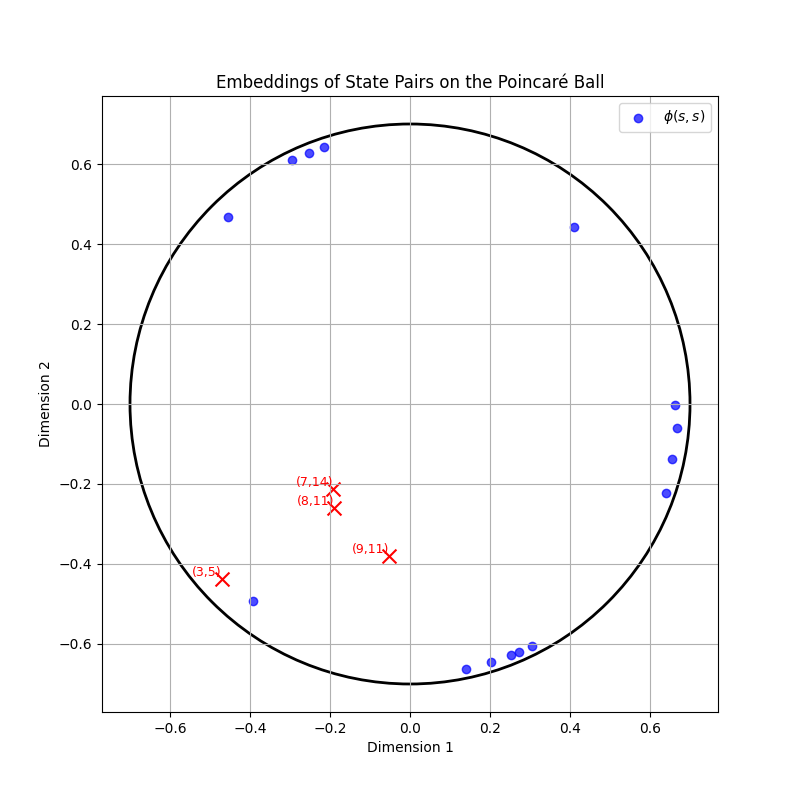 Embeddings of State Pairs on the Poincaré Ball
ϕ(s, s)
0.6
0.4
0.2
0.0
−0.2
−0.4
−0.6
Dimension 2
(7,14)
(8,11)
(9,11)
(3,5)
−0.6 −0.4 −0.2 0.0 0.2 0.4 0.6
Dimension 1